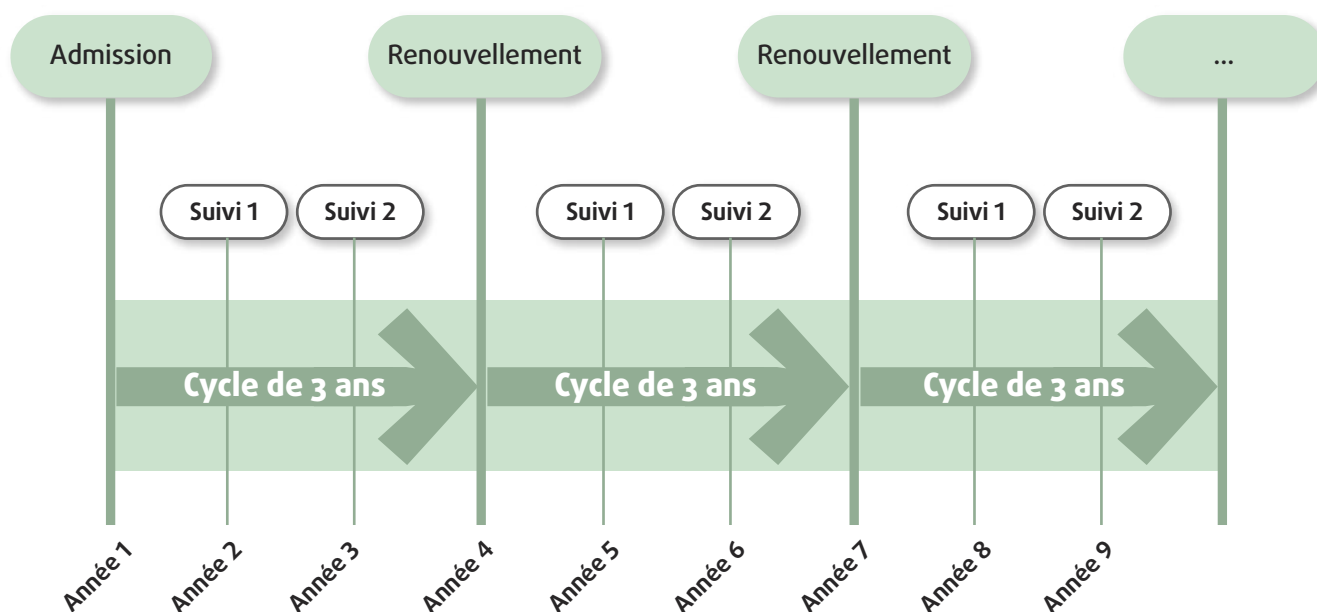 Admission
Renouvellement
Renouvellement
...
Suivi 1
Suivi 2
Suivi 1
Suivi 2
Suivi 1
Suivi 2
Cycle de 3 ans
Cycle de 3 ans
Cycle de 3 ans
Année 1
Année 2
Année 3
Année 4
Année 5
Année 6
Année 7
Année 8
Année 9